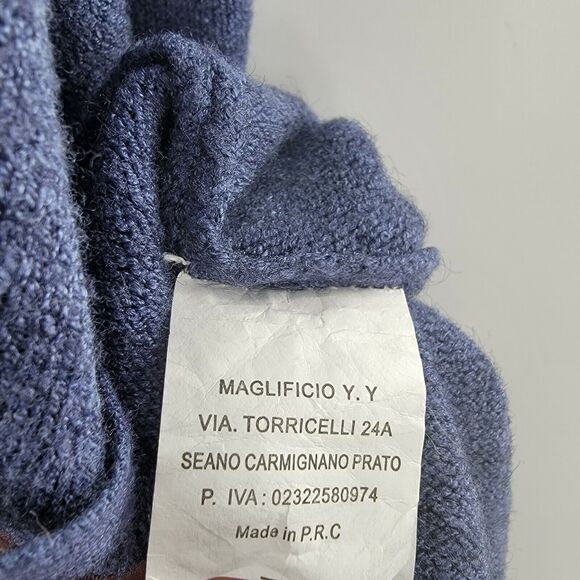 MAGLIFICIO Y. Y
VIA. TORRICELLI 24A
SEANO CARMIGNANO PRATO
P. IVA : 02322580974
Made in P.R.C